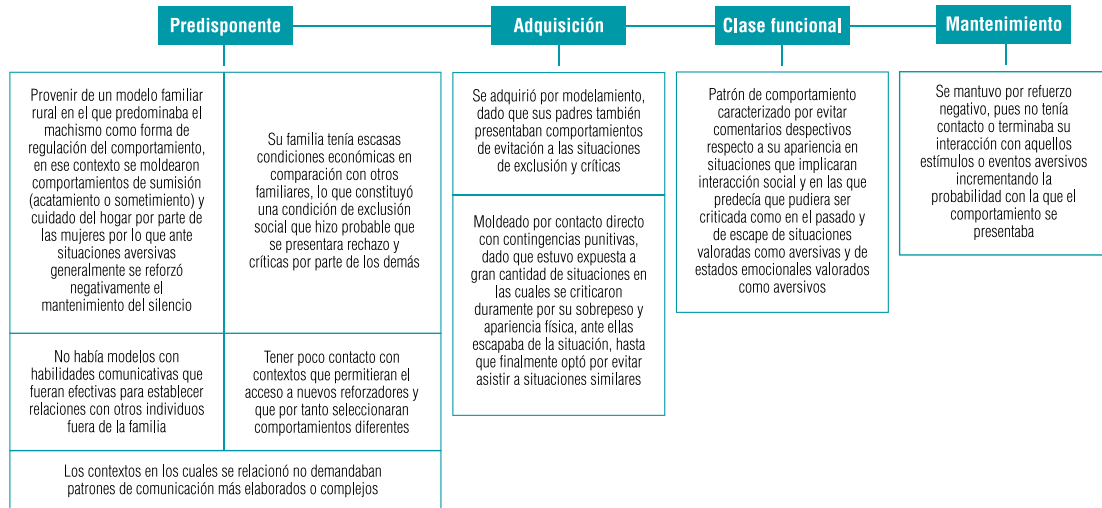 Predisponente
Provenir de un modelo familiar
rural en el que predominaba el
machismo como forma de
regulación del comportamiento,
en ese contexto se moldearon
comportamientos de sumisión
(acatamiento o sometimiento) y
cuidado del hogar por parte de
las mujeres por lo que ante
situaciones aversivas
generalmente se reforzó
negativamente el
mantenimiento del silencio
Su familia tenía escasas
condiciones económicas en
comparación con otros
familiares, lo que constituyó
una condición de exclusión
social que hizo probable que
se presentara rechazo y
críticas por parte de los demás
No había modelos con
habilidades comunicativas que
fueran efectivas para establecer
relaciones con otros individuos
fuera de la familia
Tener poco contacto con
contextos que permitieran el
acceso a nuevos reforzadores y
que por tanto seleccionaran
comportamientos diferentes
Los contextos en los cuales se relacionó no demandaban
patrones de comunicación más elaborados o complejos
Adquisición
Se adquirió por modelamiento,
dado que sus padres también
presentaban comportamientos
de evitación a las situaciones
de exclusión y críticas
Moldeado por contacto directo
con contingencias punitivas,
dado que estuvo expuesta a
gran cantidad de situaciones en
las cuales se criticaron
duramente por su sobrepeso y
apariencia física, ante ellas
escapaba de la situación, hasta
que finalmente optó por evitar
asistir a situaciones similares
Clase funcional
Patrón de comportamiento
caracterizado por evitar
comentarios despectivos
respecto a su apariencia en
situaciones que implicaran
interacción social y en las que
predecía que pudiera ser
criticada como en el pasado y
de escape de situaciones
valoradas como aversivas y de
estados emocionales valorados
como aversivos
Mantenimiento
Se mantuvo por refuerzo
negativo, pues no tenía
contacto o terminaba su
interacción con aquellos
estímulos o eventos aversivos
incrementando la
probabilidad con la que el
comportamiento se
presentaba